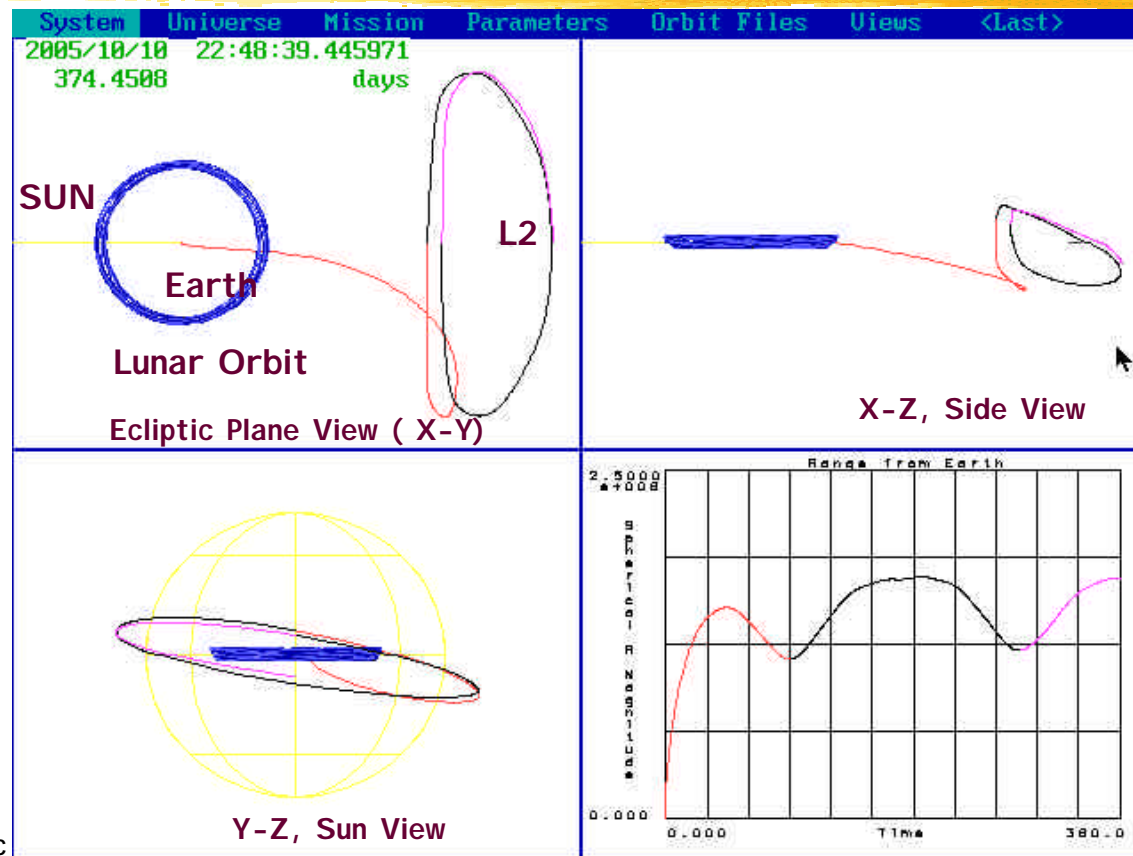 System Universe Mission Parameters Orbit Files Views <Last>
2005/10/10 22:48:39.445971
374.4508 days
SUN
L2
Earth
Lunar Orbit
Ecliptic Plane View ( X-Y)
X-Z, Side View
Y-Z, Sun View
Range from Earth
2.5000
e+008
Spherical R Magnitude
0.000
0.000 Time 380.0
c